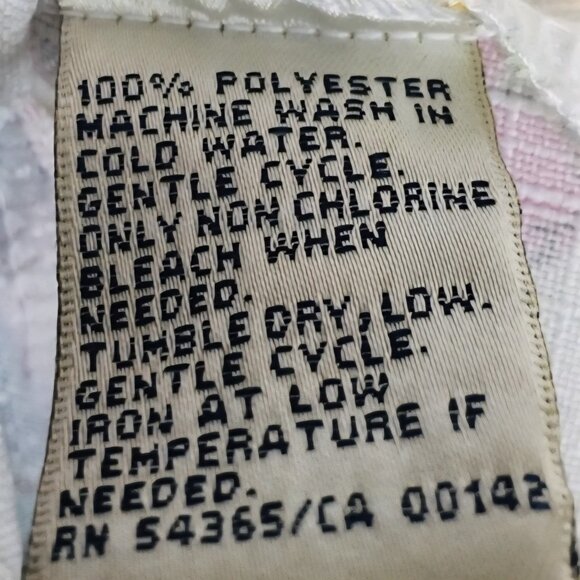 100% POLYESTER
MACHINE WASH IN
COLD WATER.
GENTLE CYCLE.
ONLY NON CHLORINE
BLEACH WHEN
NEEDED.
TUMBLE DRY, LOW.
GENTLE CYCLE.
IRON AT LOW
TEMPERATURE IF
NEEDED.
RN 54365/CA 00142